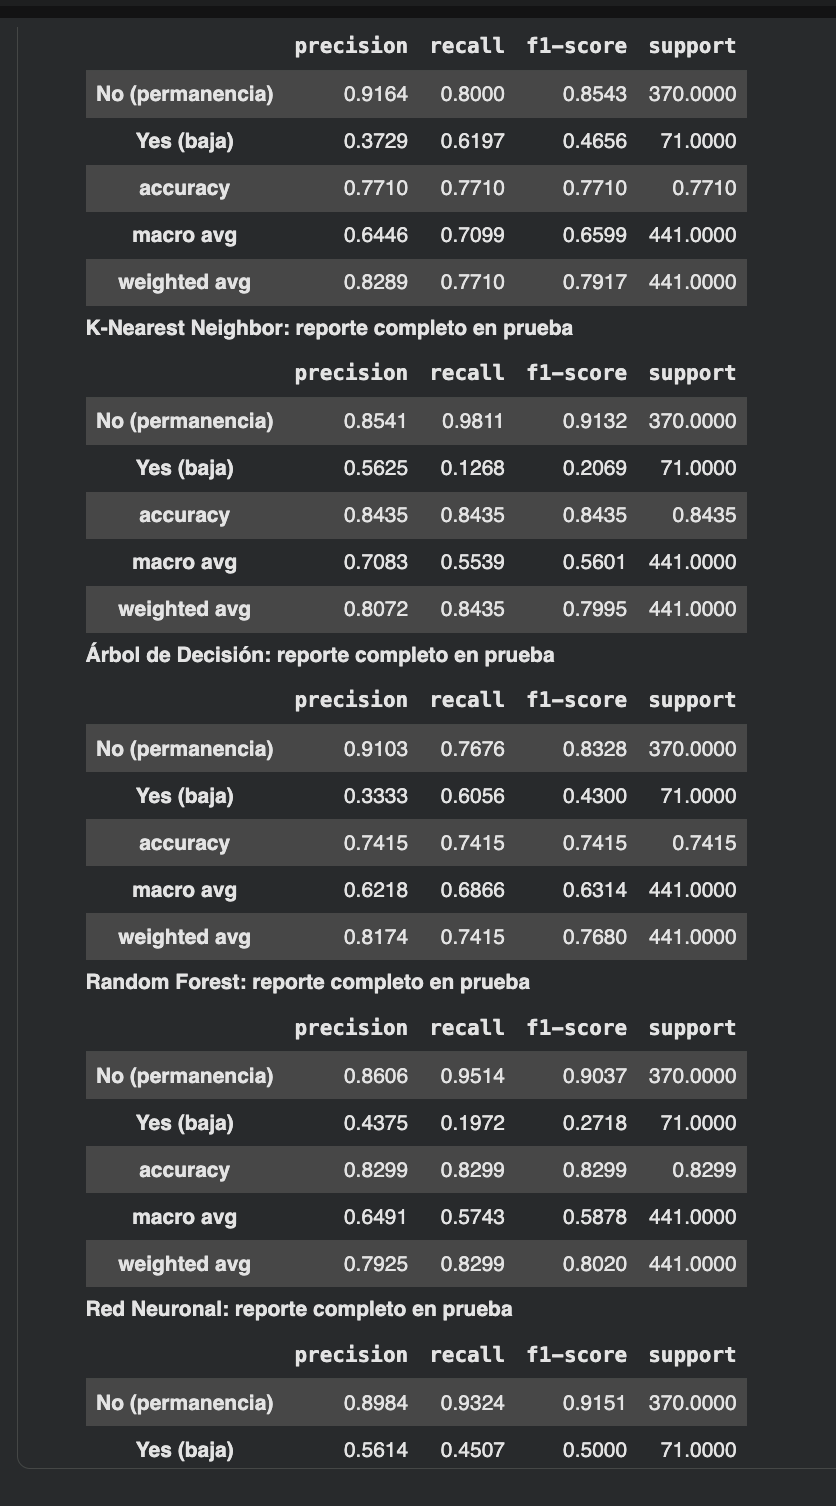 precision recall f1-score support
No (permanencia) 0.9164 0.8000 0.8543 370.0000
Yes (baja) 0.3729 0.6197 0.4656 71.0000
accuracy 0.7710 0.7710 0.7710 0.7710
macro avg 0.6446 0.7099 0.6599 441.0000
weighted avg 0.8289 0.7710 0.7917 441.0000
K-Nearest Neighbor: reporte completo en prueba
precision recall f1-score support
No (permanencia) 0.8541 0.9811 0.9132 370.0000
Yes (baja) 0.5625 0.1268 0.2069 71.0000
accuracy 0.8435 0.8435 0.8435 0.8435
macro avg 0.7083 0.5539 0.5601 441.0000
weighted avg 0.8072 0.8435 0.7995 441.0000
Árbol de Decisión: reporte completo en prueba
precision recall f1-score support
No (permanencia) 0.9103 0.7676 0.8328 370.0000
Yes (baja) 0.3333 0.6056 0.4300 71.0000
accuracy 0.7415 0.7415 0.7415 0.7415
macro avg 0.6218 0.6866 0.6314 441.0000
weighted avg 0.8174 0.7415 0.7680 441.0000
Random Forest: reporte completo en prueba
precision recall f1-score support
No (permanencia) 0.8606 0.9514 0.9037 370.0000
Yes (baja) 0.4375 0.1972 0.2718 71.0000
accuracy 0.8299 0.8299 0.8299 0.8299
macro avg 0.6491 0.5743 0.5878 441.0000
weighted avg 0.7925 0.8299 0.8020 441.0000
Red Neuronal: reporte completo en prueba
precision recall f1-score support
No (permanencia) 0.8984 0.9324 0.9151 370.0000
Yes (baja) 0.5614 0.4507 0.5000 71.0000